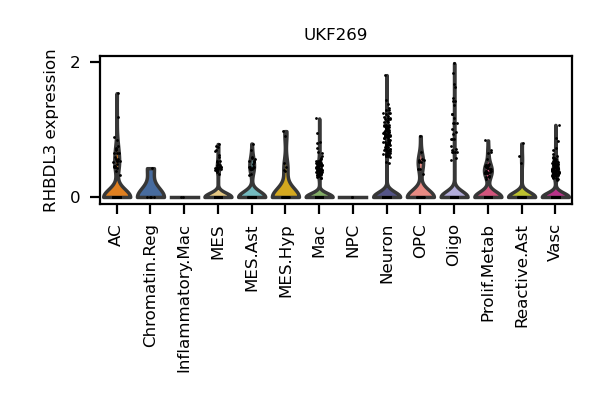 UKF269
RHBDL3 expression
2
0
AC
Chromatin.Reg
Inflammatory.Mac
MES
MES.Ast
MES.Hyp
Mac
NPC
Neuron
OPC
Oligo
Prolif.Metab
Reactive.Ast
Vasc